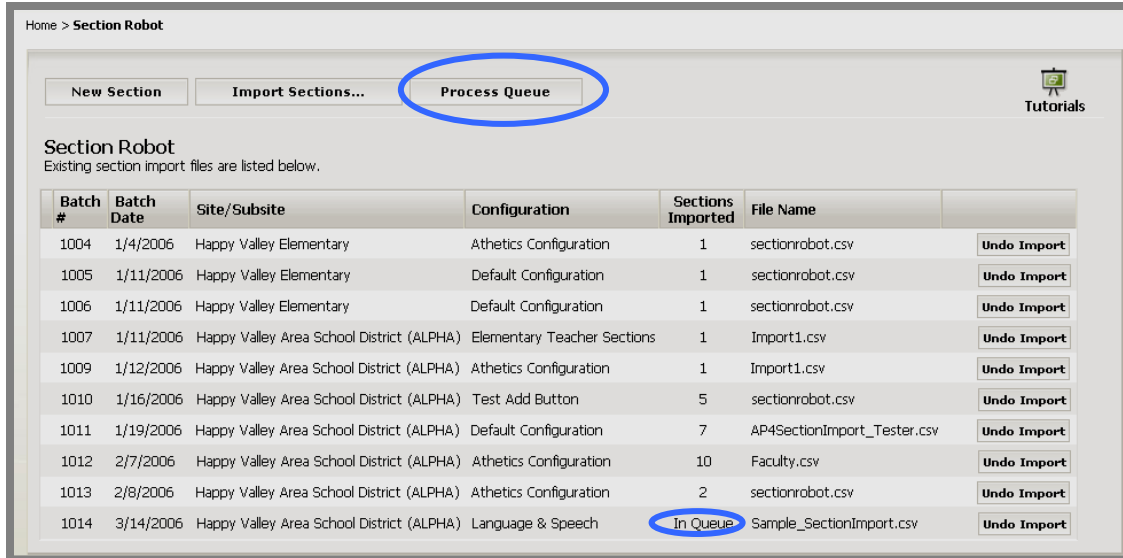 Home > Section Robot
New Section Import Sections... Process Queue
Tutorials
Section Robot
Existing section import files are listed below.
Batch # Batch Date Site/Subsite Configuration Sections Imported File Name
1004 1/4/2006 Happy Valley Elementary Athetics Configuration 1 sectionrobot.csv Undo Import
1005 1/11/2006 Happy Valley Elementary Default Configuration 1 sectionrobot.csv Undo Import
1006 1/11/2006 Happy Valley Elementary Default Configuration 1 sectionrobot.csv Undo Import
1007 1/11/2006 Happy Valley Area School District (ALPHA) Elementary Teacher Sections 1 Import1.csv Undo Import
1009 1/12/2006 Happy Valley Area School District (ALPHA) Athetics Configuration 1 Import1.csv Undo Import
1010 1/16/2006 Happy Valley Area School District (ALPHA) Test Add Button 5 sectionrobot.csv Undo Import
1011 1/19/2006 Happy Valley Area School District (ALPHA) Default Configuration 7 AP4SectionImport_Tester.csv Undo Import
1012 2/7/2006 Happy Valley Area School District (ALPHA) Athetics Configuration 10 Faculty.csv Undo Import
1013 2/8/2006 Happy Valley Area School District (ALPHA) Athetics Configuration 2 sectionrobot.csv Undo Import
1014 3/14/2006 Happy Valley Area School District (ALPHA) Language & Speech In Queue Sample_SectionImport.csv Undo Import